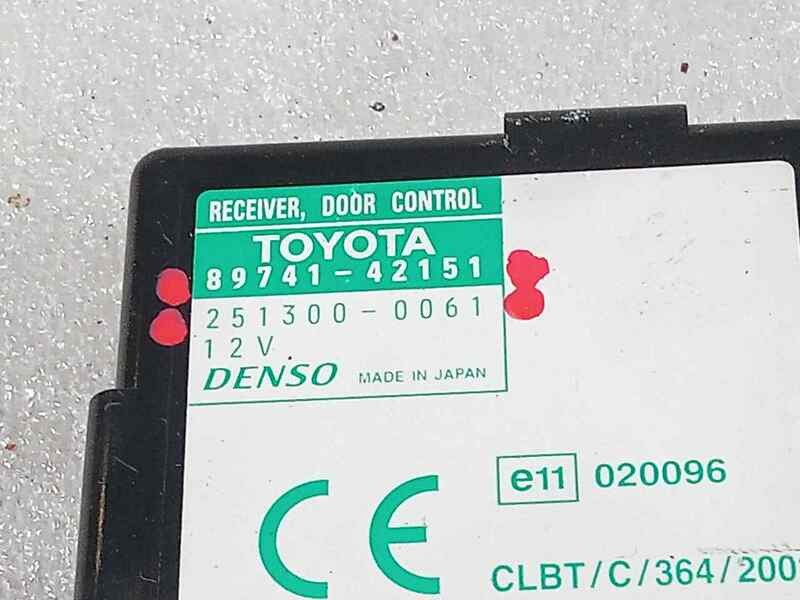 RECEIVER, DOOR CONTROL
TOYOTA
89741-42151
251300-0061
12V
DENSO MADE IN JAPAN
CE
e11 020096
CLBT/C/364/200